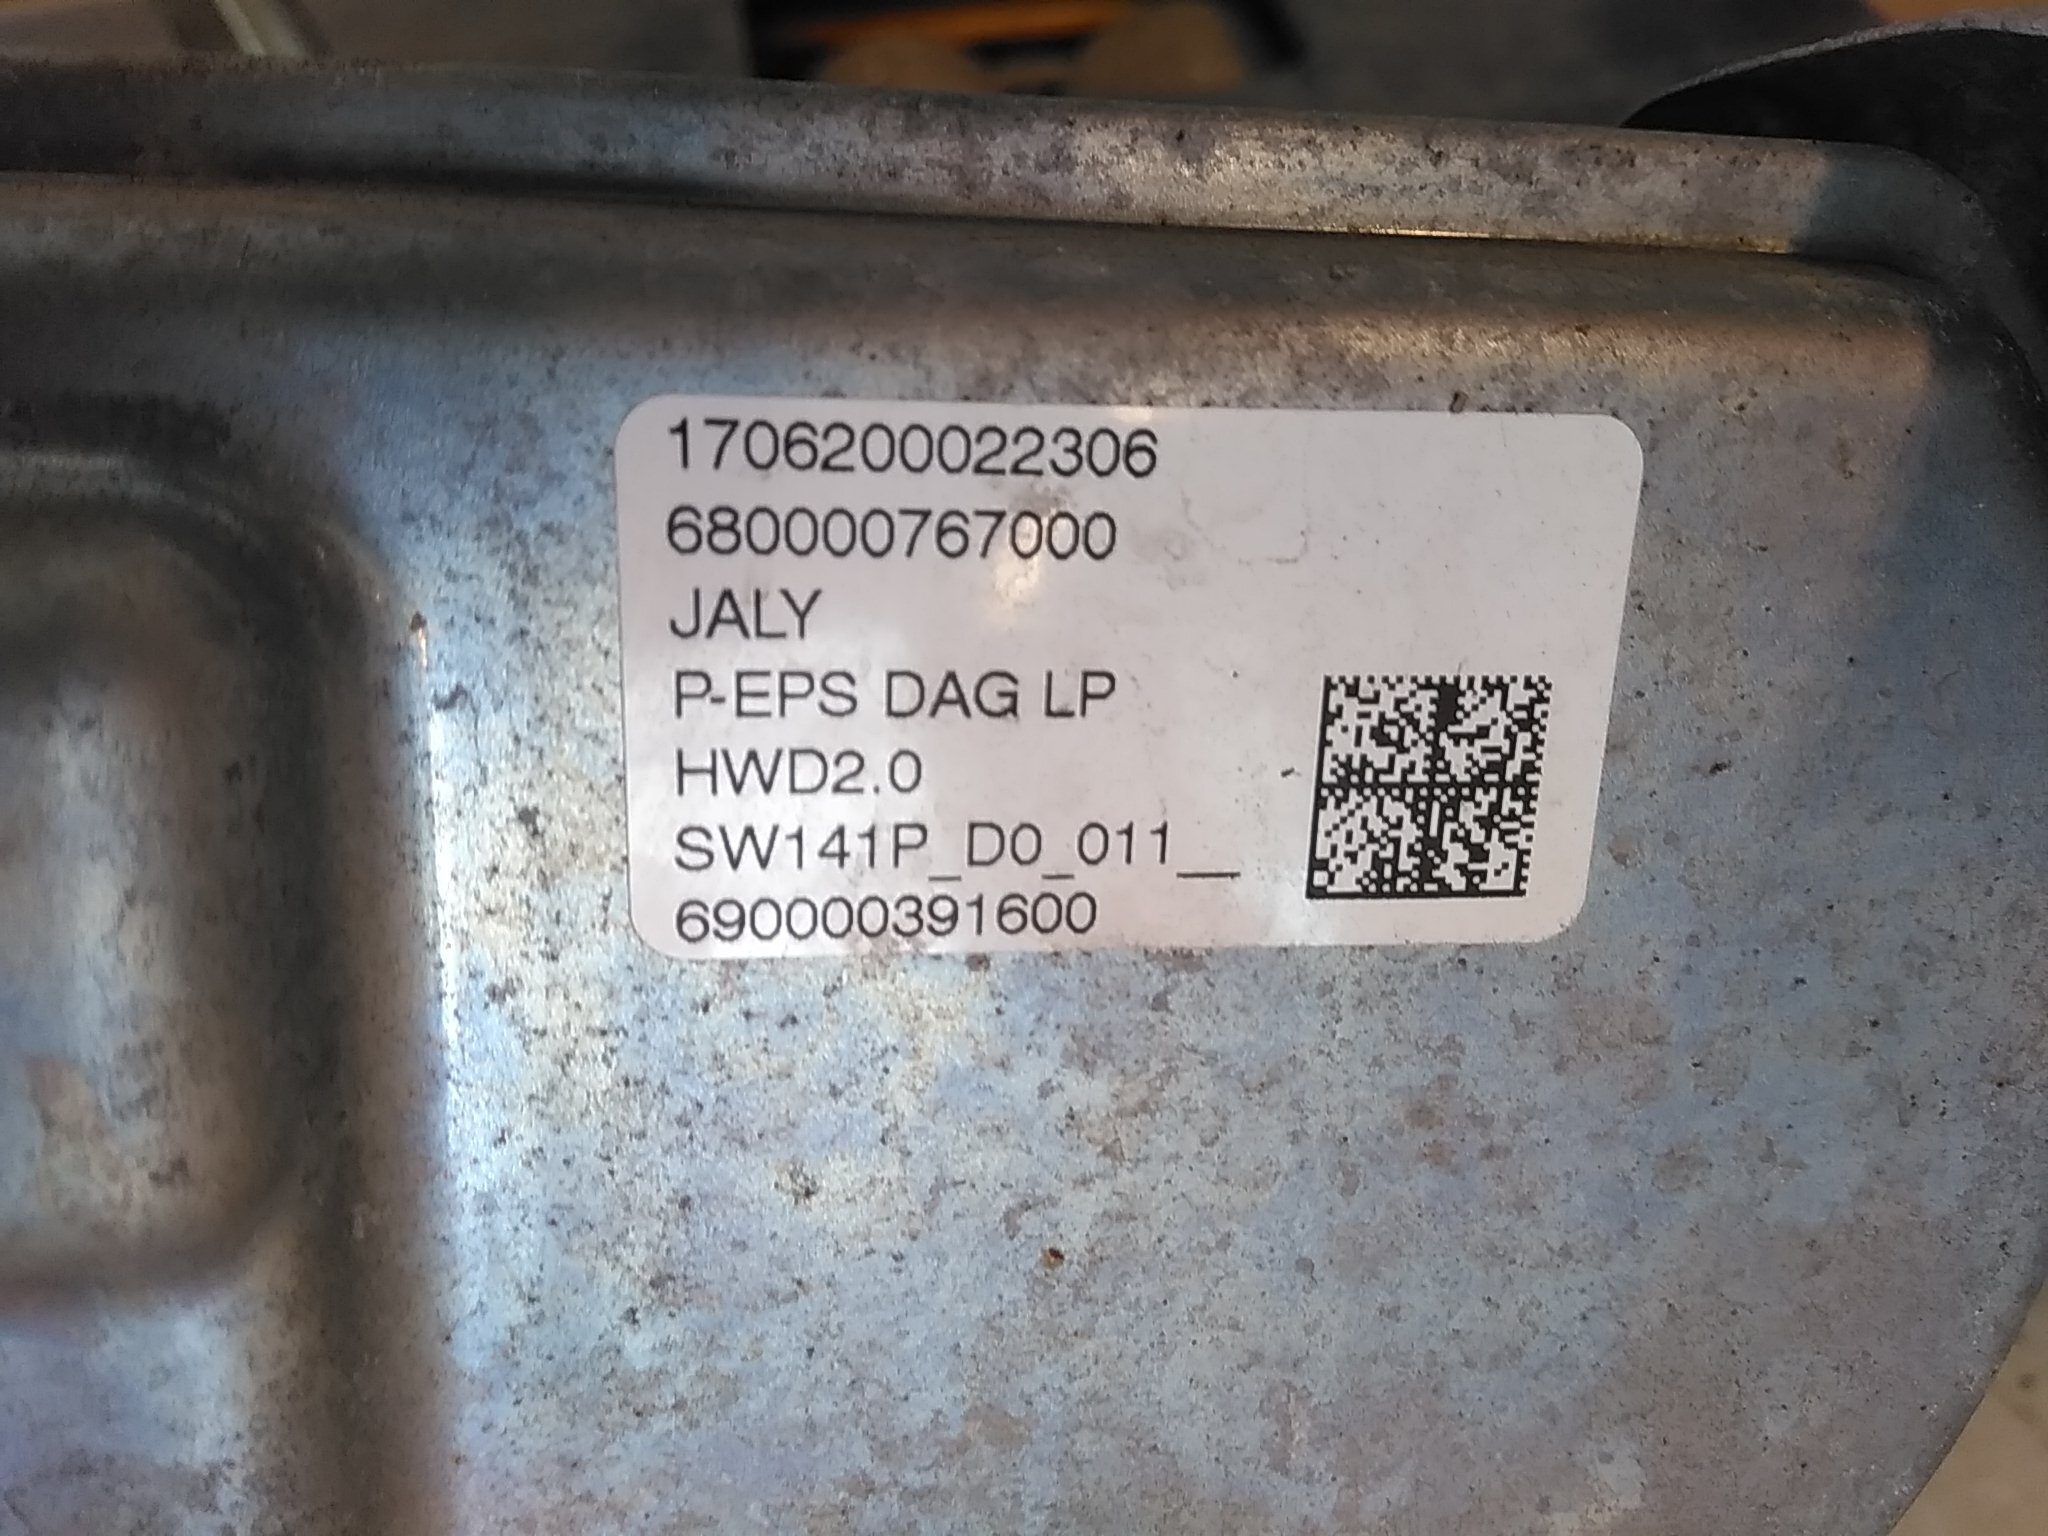 1706200022306
680000767000
JALY
P-EPS DAG LP
HWD2.0
SW141P_D0_011__
690000391600